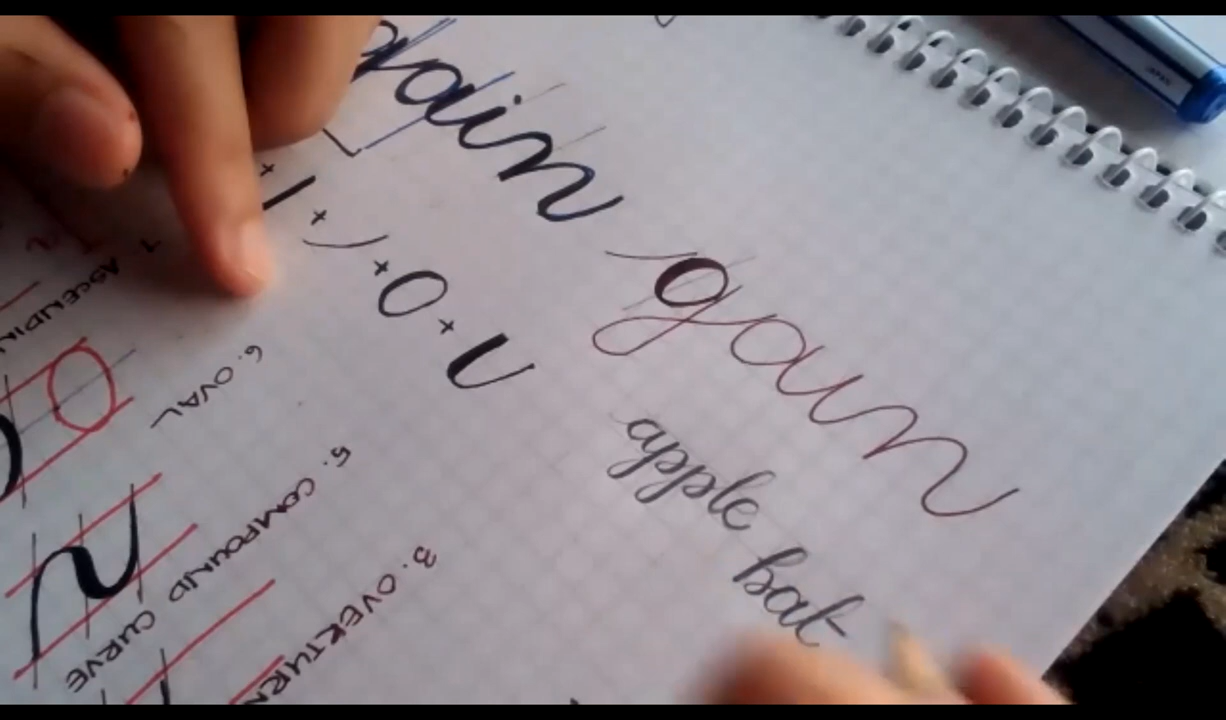 gain
gain
apple
bat
6. OVAL
5. COMPOUND CURVE
3. OVERTURN